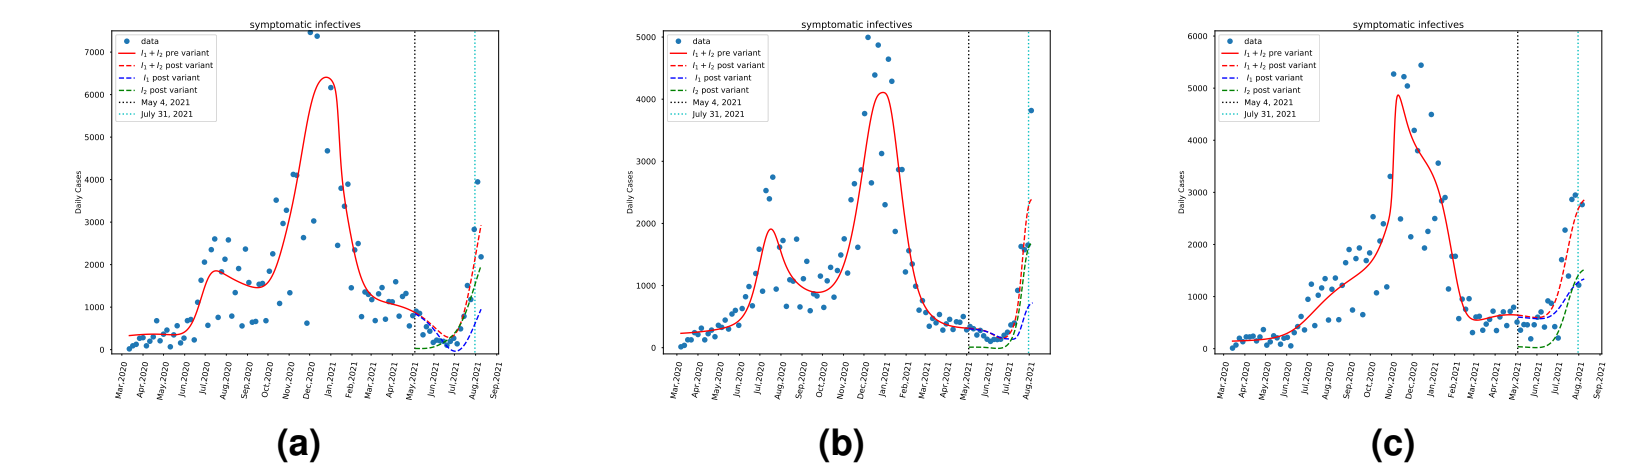 symptomatic infectives
data
I1 + I2 pre variant
I1 + I2 post variant
I1 post variant
I2 post variant
May 4, 2021
July 31, 2021
Daily Cases
7000
6000
5000
4000
3000
2000
1000
0
Mar,2020
Apr,2020
May,2020
Jun,2020
Jul,2020
Aug,2020
Sep,2020
Oct,2020
Nov,2020
Dec,2020
Jan,2021
Feb,2021
Mar,2021
Apr,2021
May,2021
Jun,2021
Jul,2021
Aug,2021
Sep,2021
(a)
symptomatic infectives
data
I1 + I2 pre variant
I1 + I2 post variant
I1 post variant
I2 post variant
May 4, 2021
July 31, 2021
Daily Cases
5000
4000
3000
2000
1000
0
Mar,2020
Apr,2020
May,2020
Jun,2020
Jul,2020
Aug,2020
Sep,2020
Oct,2020
Nov,2020
Dec,2020
Jan,2021
Feb,2021
Mar,2021
Apr,2021
May,2021
Jun,2021
Jul,2021
Aug,2021
(b)
symptomatic infectives
data
I1 + I2 pre variant
I1 + I2 post variant
I1 post variant
I2 post variant
May 4, 2021
July 31, 2021
Daily Cases
6000
5000
4000
3000
2000
1000
0
Mar,2020
Apr,2020
May,2020
Jun,2020
Jul,2020
Aug,2020
Sep,2020
Oct,2020
Nov,2020
Dec,2020
Jan,2021
Feb,2021
Mar,2021
Apr,2021
May,2021
Jun,2021
Jul,2021
Aug,2021
Sep,2021
(c)